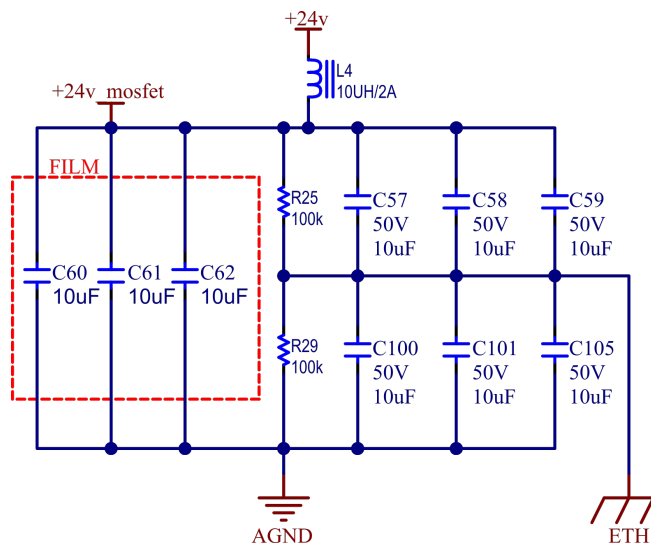 +24v
L4
10UH/2A
+24v_mosfet
FILM
R25
100k
C57
50V
10uF
C58
50V
10uF
C59
50V
10uF
C60
10uF
C61
10uF
C62
10uF
R29
100k
C100
50V
10uF
C101
50V
10uF
C105
50V
10uF
AGND
ETH